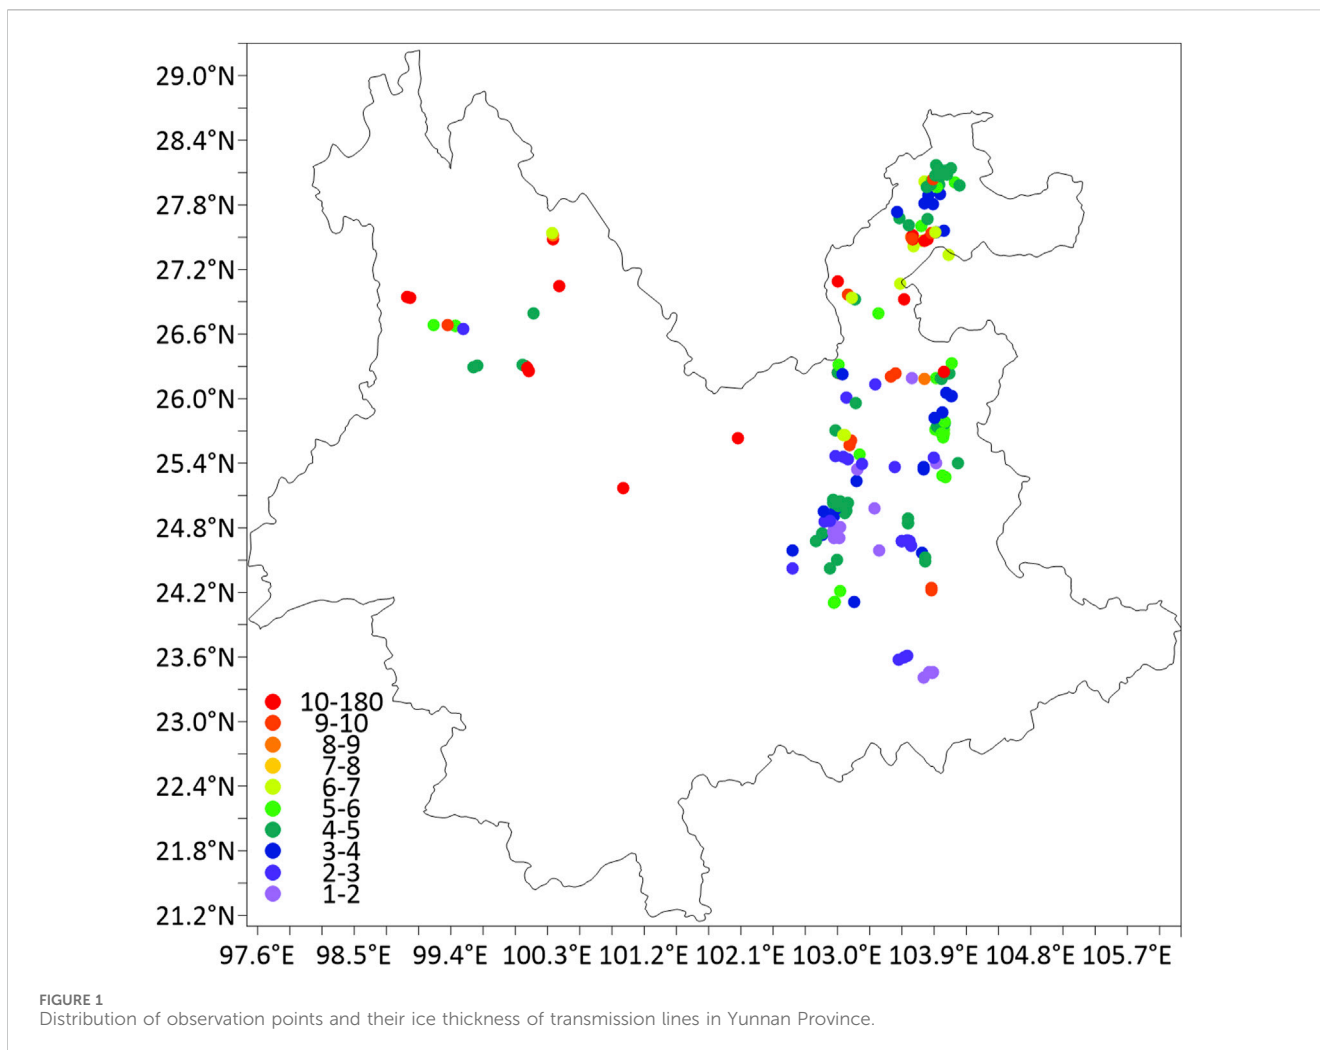 29.0°N
28.4°N
27.8°N
27.2°N
26.6°N
26.0°N
25.4°N
24.8°N
24.2°N
23.6°N
23.0°N
22.4°N
21.8°N
21.2°N
10-180
9-10
8-9
7-8
6-7
5-6
4-5
3-4
2-3
1-2
97.6°E 98.5°E 99.4°E 100.3°E 101.2°E 102.1°E 103.0°E 103.9°E 104.8°E 105.7°E
FIGURE 1
Distribution of observation points and their ice thickness of transmission lines in Yunnan Province.